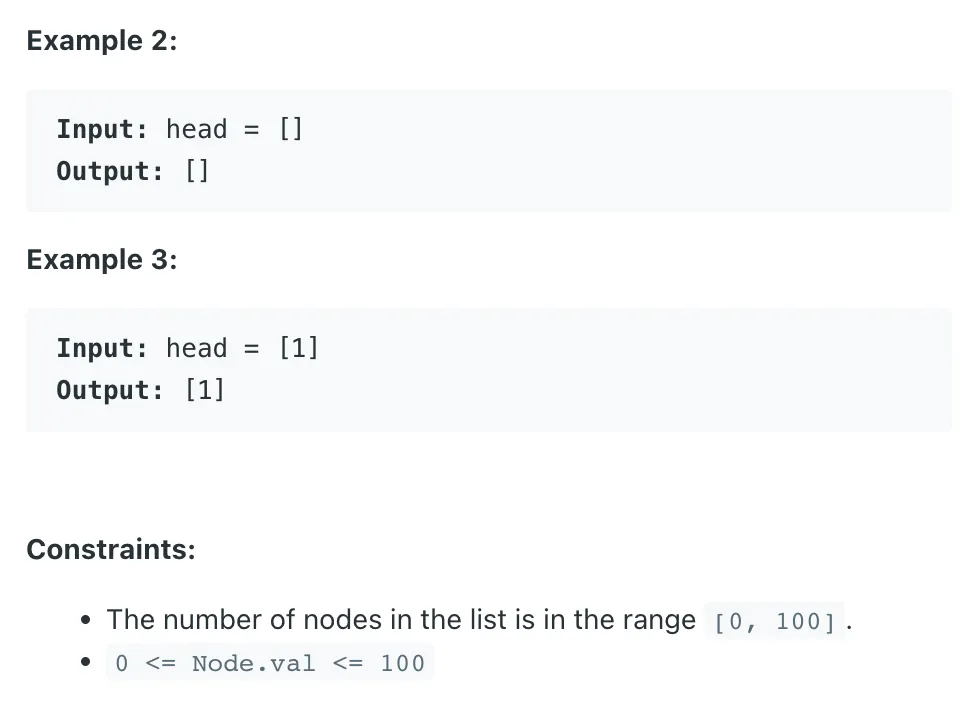 Example 2:
Input: head = []
Output: []
Example 3:
Input: head = [1]
Output: [1]
Constraints:
• The number of nodes in the list is in the range [0, 100].
• 0 <= Node.val <= 100